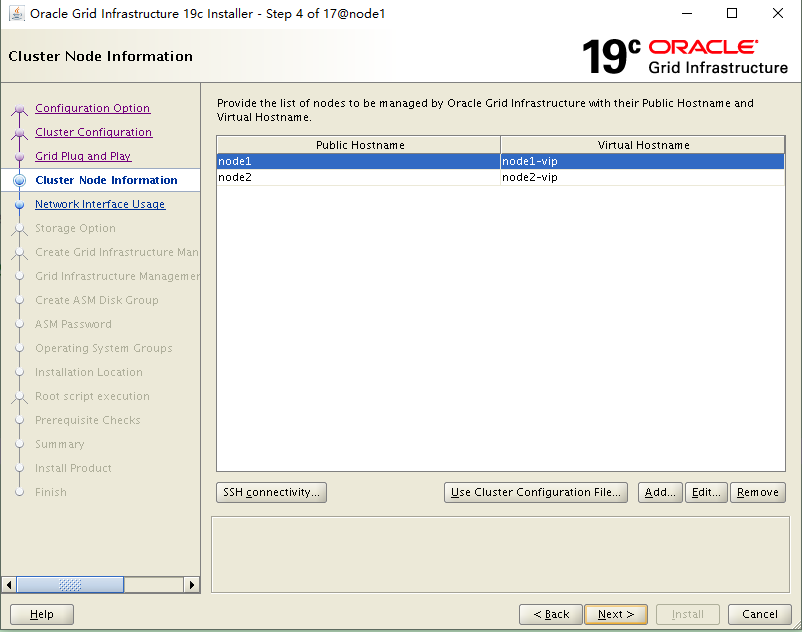 Oracle Grid Infrastructure 19c Installer - Step 4 of 17@node1
Cluster Node Information
19c ORACLE
Grid Infrastructure
Configuration Option
Cluster Configuration
Grid Plug and Play
Cluster Node Information
Network Interface Usage
Storage Option
Create Grid Infrastructure Man
Grid Infrastructure Managemer
Create ASM Disk Group
ASM Password
Operating System Groups
Installation Location
Root script execution
Prerequisite Checks
Summary
Install Product
Finish
Provide the list of nodes to be managed by Oracle Grid Infrastructure with their Public Hostname and
Virtual Hostname.
Public Hostname Virtual Hostname
node1 node1-vip
node2 node2-vip
SSH connectivity... Use Cluster Configuration File... Add... Edit... Remove
Help < Back Next > Install Cancel